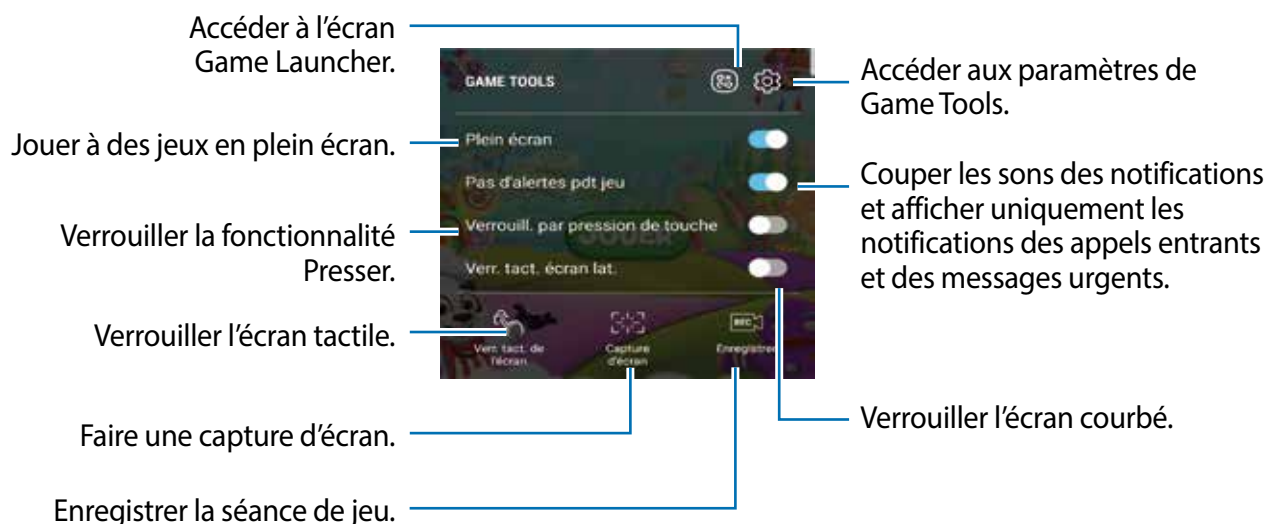 Accéder à l’écran
Game Launcher.
GAME TOOLS
Accéder aux paramètres de
Game Tools.
Jouer à des jeux en plein écran.
Plein écran
Pas d'alertes pdt jeu
Couper les sons des notifications
et afficher uniquement les
notifications des appels entrants
et des messages urgents.
Verrouiller la fonctionnalité
Presser.
Verrouill. par pression de touche
JOUER
Verr. tact. écran lat.
Verrouiller l’écran tactile.
Verr. tact. de
l'écran
Capture
d'écran
REC
Enregistrer
Verrouiller l’écran courbé.
Faire une capture d’écran.
Enregistrer la séance de jeu.